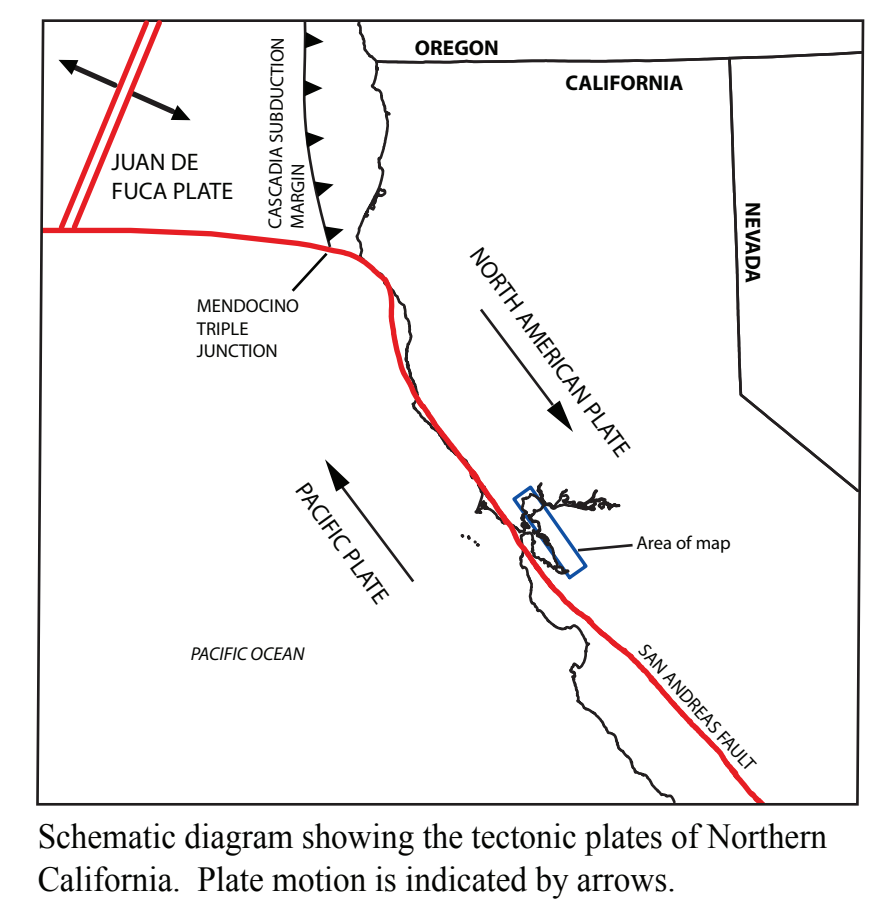 OREGON
CALIFORNIA
CASCADIA SUBDUCTION
MARGIN
JUAN DE
FUCA PLATE
NEVADA
MENDOCINO
TRIPLE
JUNCTION
NORTH AMERICAN PLATE
PACIFIC PLATE
Area of map
PACIFIC OCEAN
SAN ANDREAS FAULT
Schematic diagram showing the tectonic plates of Northern
California.  Plate motion is indicated by arrows.